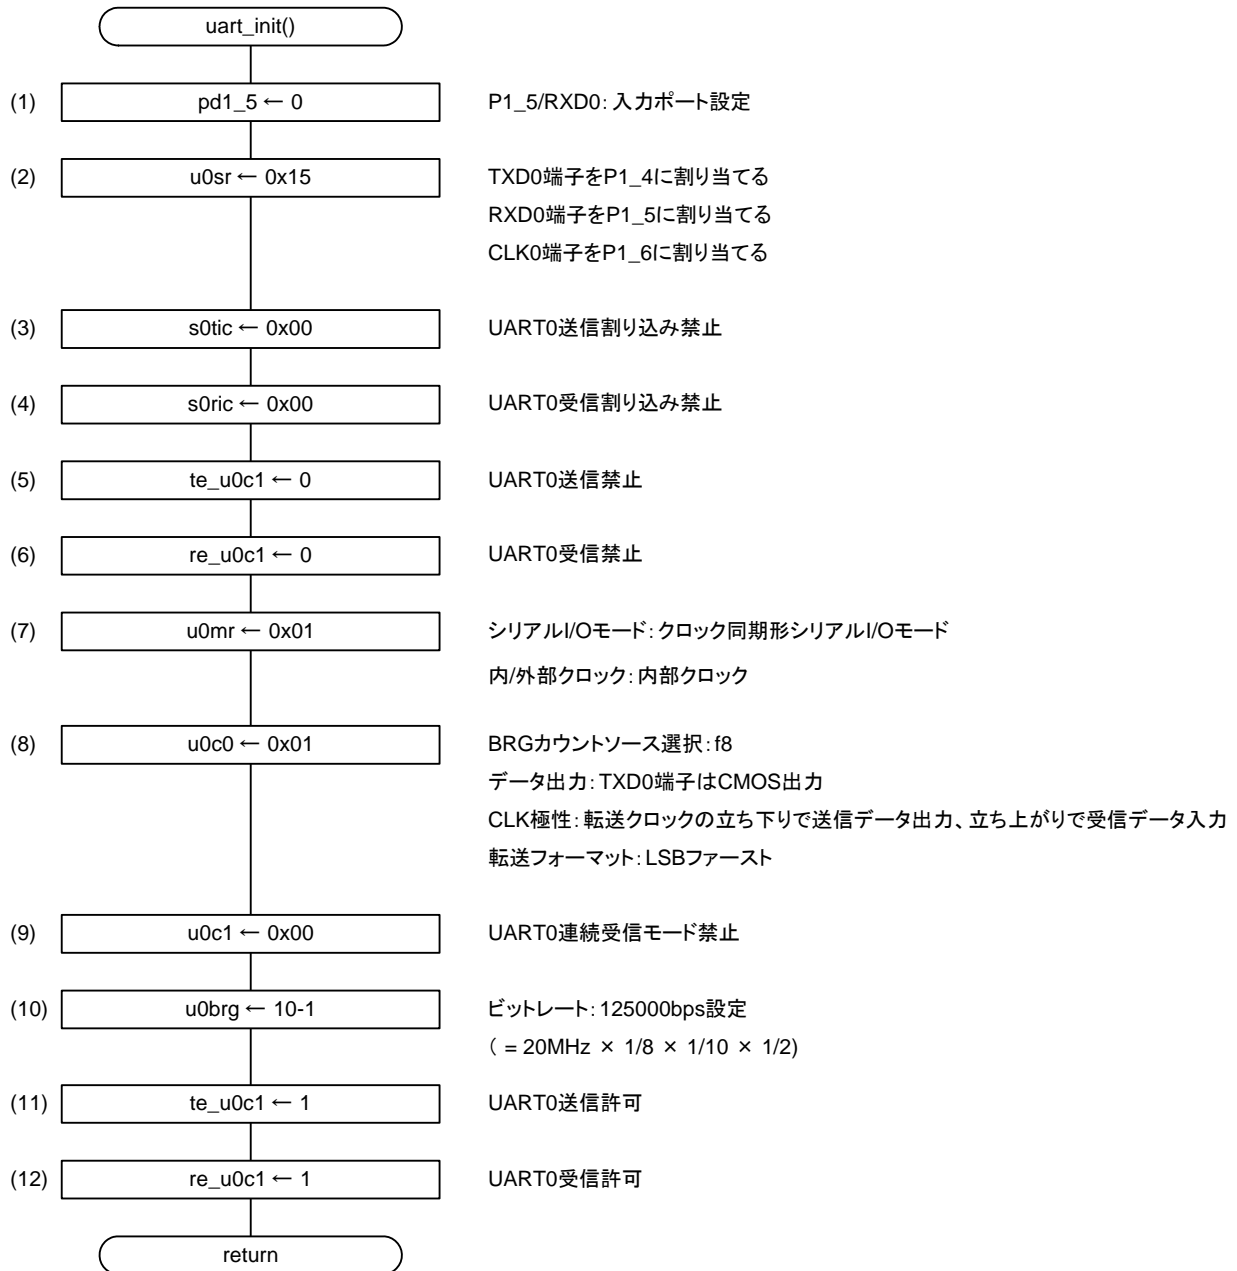 uart_init()
(1) pd1_5 ← 0 P1_5/RXD0：入力ポート設定
(2) u0sr ← 0x15 TXD0端子をP1_4に割り当てる
RXD0端子をP1_5に割り当てる
CLK0端子をP1_6に割り当てる
(3) s0tic ← 0x00 UART0送信割り込み禁止
(4) s0ric ← 0x00 UART0受信割り込み禁止
(5) te_u0c1 ← 0 UART0送信禁止
(6) re_u0c1 ← 0 UART0受信禁止
(7) u0mr ← 0x01 シリアルI/Oモード：クロック同期形シリアルI/Oモード
内/外部クロック：内部クロック
(8) u0c0 ← 0x01 BRGカウントソース選択：f8
データ出力：TXD0端子はCMOS出力
CLK極性：転送クロックの立ち下りで送信データ出力、立ち上がりで受信データ入力
転送フォーマット：LSBファースト
(9) u0c1 ← 0x00 UART0連続受信モード禁止
(10) u0brg ← 10-1 ビットレート：125000bps設定
（ = 20MHz × 1/8 × 1/10 × 1/2)
(11) te_u0c1 ← 1 UART0送信許可
(12) re_u0c1 ← 1 UART0受信許可
return